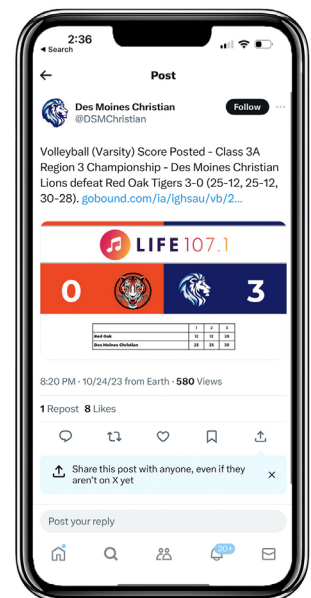 2:36
◀ Search
Post
Des Moines Christian
@DSMChristian
Follow
Volleyball (Varsity) Score Posted - Class 3A
Region 3 Championship - Des Moines Christian
Lions defeat Red Oak Tigers 3-0 (25-12, 25-12,
30-28). gobound.com/ia/ighsau/vb/2...
LIFE 107.1
0 3
1 2 3
Red Oak 12 12 28
Des Moines Christian 25 25 30
8:20 PM · 10/24/23 from Earth · 580 Views
1 Repost 8 Likes
Share this post with anyone, even if they
aren't on X yet
Post your reply
20+